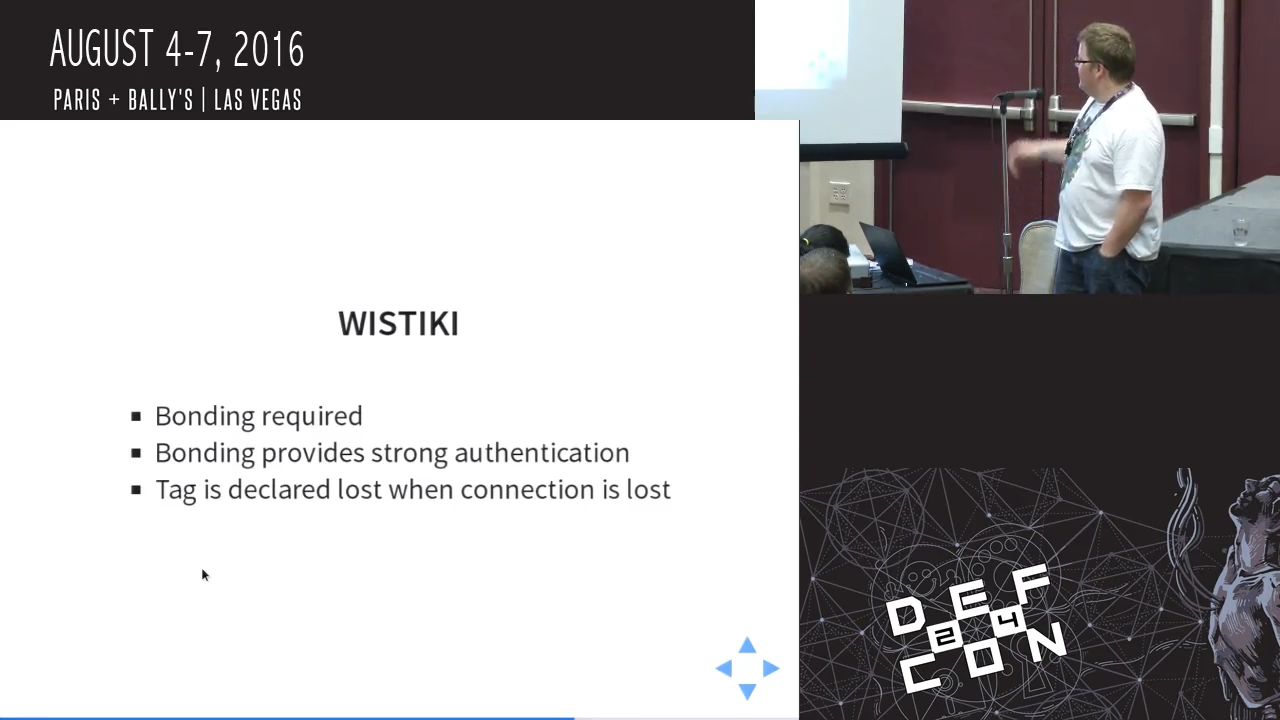 AUGUST 4-7, 2016
PARIS + BALLY'S | LAS VEGAS
WISTIKI
Bonding required
Bonding provides strong authentication
Tag is declared lost when connection is lost
DEF
24
CON